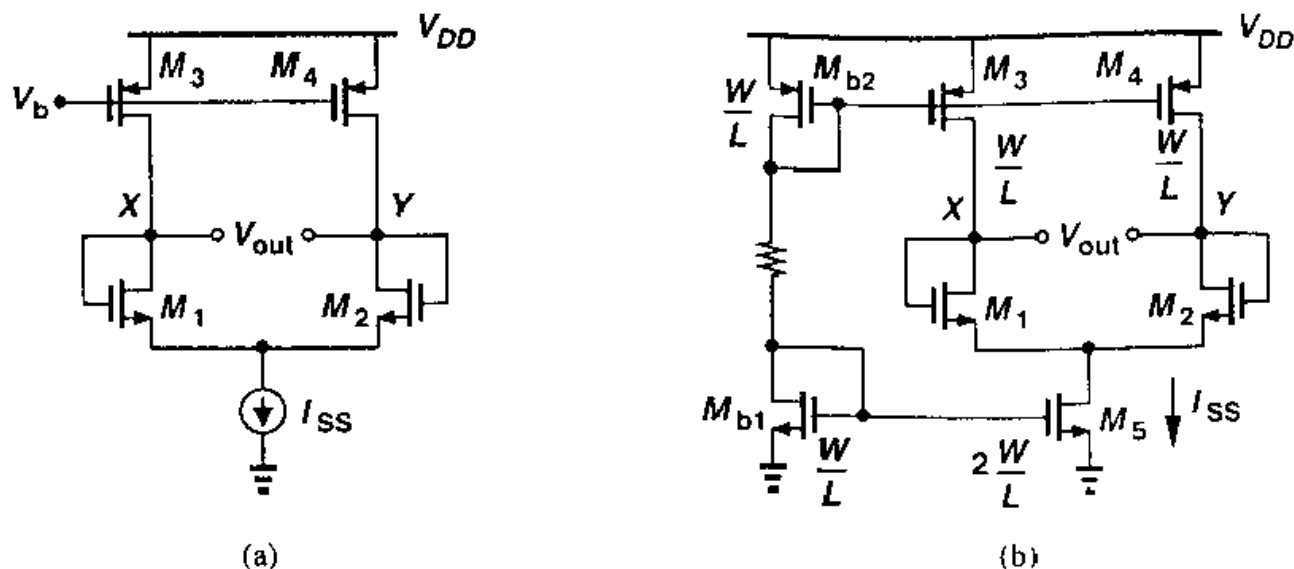 V_DD
M_3
M_4
V_b
X
Y
V_out
M_1
M_2
I_SS
(a)
V_DD
M_b2
M_3
M_4
W/L
W/L
W/L
X
Y
V_out
M_1
M_2
M_b1
W/L
2 W/L
M_5
I_SS
(b)